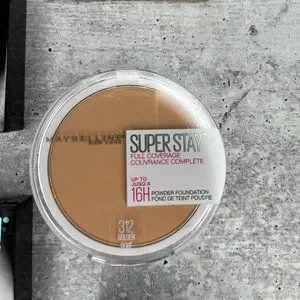 MAYBELLINE
NEW YORK
SUPER STAY
FULL COVERAGE
COUVRANCE COMPLÈTE
UP TO
JUSQU'À
16H
POWDER FOUNDATION
FOND DE TEINT POUDRE
312
GOLDEN